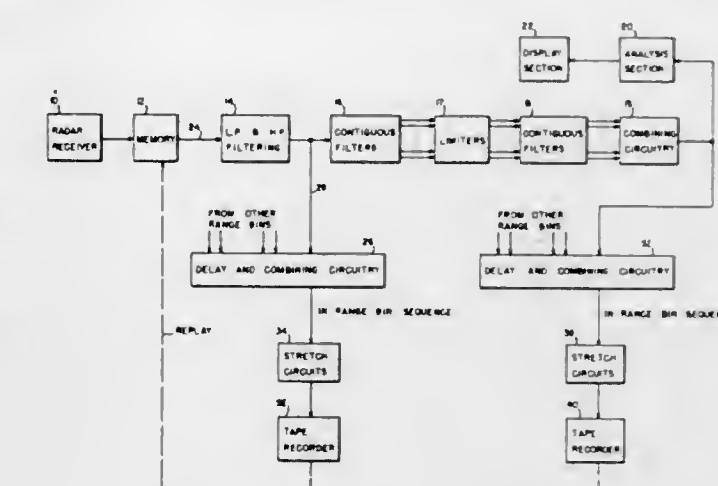 22
20
DISPLAY
SECTION
ANALYSIS
SECTION
10
12
14
16
17
RADAR
RECEIVER
MEMORY
24
L.P. & H.P.
FILTERING
CONTIGUOUS
FILTERS
LIMITERS
CONTIGUOUS
FILTERS
COMBINING
CIRCUITRY
28
FROM OTHER
RANGE BINS
26
FROM OTHER
RANGE BINS
32
DELAY AND COMBINING CIRCUITRY
DELAY AND COMBINING CIRCUITRY
IN RANGE BIN SEQUENCE
IN RANGE BIN SEQUE
REPLAY
34
STRETCH
CIRCUITS
STRETCH
CIRCUITS
TAPE
RECORDER
40
TAPE
RECORDER